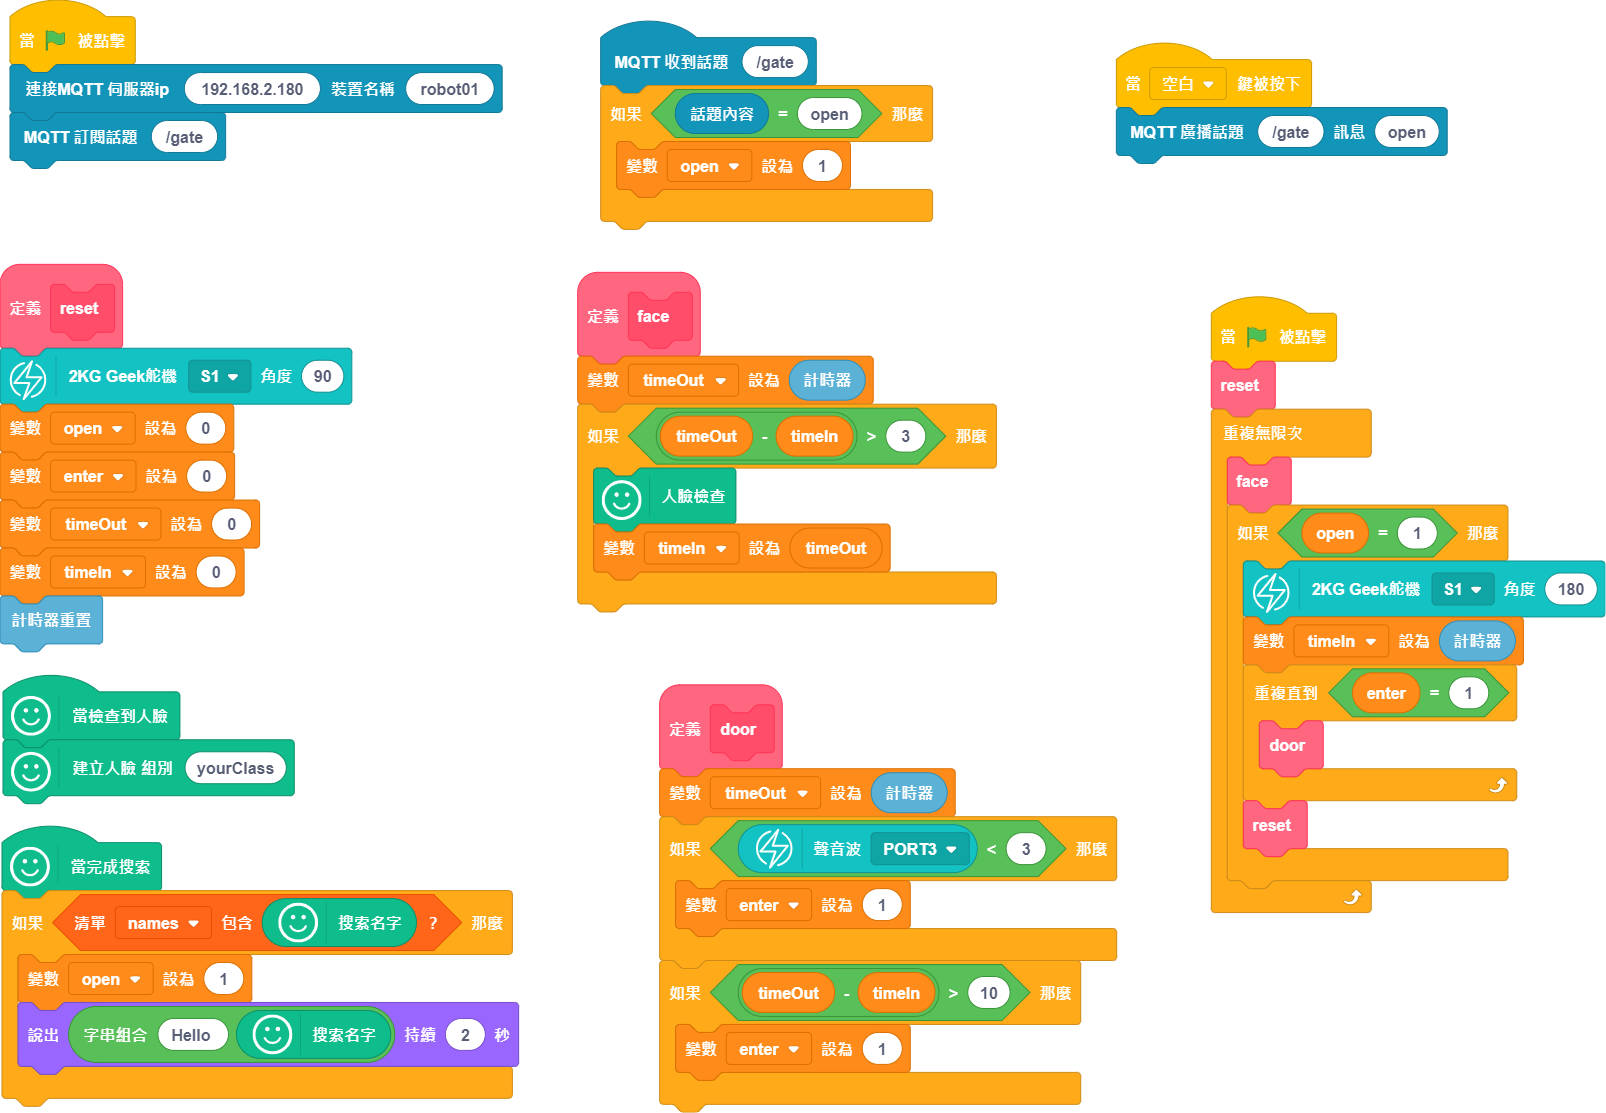 當 被點擊
連接MQTT 伺服器ip 192.168.2.180 裝置名稱 robot01
MQTT 訂閱話題 /gate
MQTT 收到話題 /gate
如果 話題內容 = open 那麼
變數 open 設為 1
當 空白 鍵被按下
MQTT 廣播話題 /gate 訊息 open
定義 reset
2KG Geek舵機 S1 角度 90
變數 open 設為 0
變數 enter 設為 0
變數 timeOut 設為 0
變數 timeIn 設為 0
計時器重置
定義 face
變數 timeOut 設為 計時器
如果 timeOut - timeIn > 3 那麼
人臉檢查
變數 timeIn 設為 timeOut
當 被點擊
reset
重複無限次
face
如果 open = 1 那麼
2KG Geek舵機 S1 角度 180
變數 timeIn 設為 計時器
重複直到 enter = 1
door
reset
當檢查到人臉
建立人臉 組別 yourClass
當完成搜索
如果 清單 names 包含 搜索名字 ? 那麼
變數 open 設為 1
說出 字串組合 Hello 搜索名字 持續 2 秒
定義 door
變數 timeOut 設為 計時器
如果 聲音波 PORT3 < 3 那麼
變數 enter 設為 1
如果 timeOut - timeIn > 10 那麼
變數 enter 設為 1